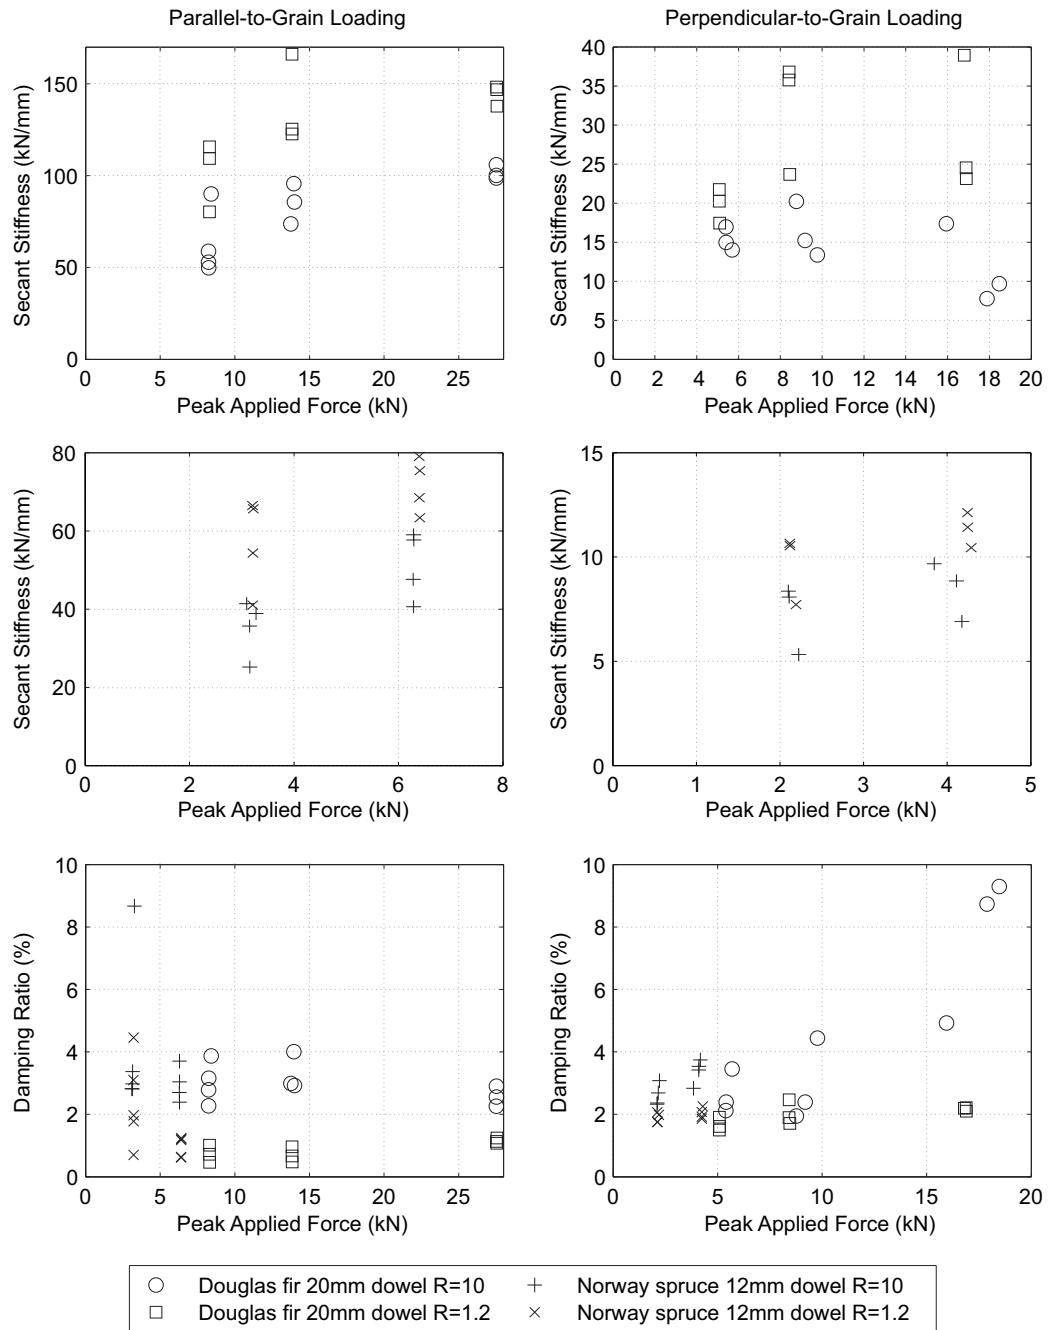 Parallel-to-Grain Loading
Perpendicular-to-Grain Loading
Secant Stiffness (kN/mm)
150
100
50
0
0 5 10 15 20 25
Peak Applied Force (kN)
Secant Stiffness (kN/mm)
40
35
30
25
20
15
10
5
0
0 2 4 6 8 10 12 14 16 18 20
Peak Applied Force (kN)
Secant Stiffness (kN/mm)
80
60
40
20
0
0 2 4 6 8
Peak Applied Force (kN)
Secant Stiffness (kN/mm)
15
10
5
0
0 1 2 3 4 5
Peak Applied Force (kN)
Damping Ratio (%)
10
8
6
4
2
0
0 5 10 15 20 25
Peak Applied Force (kN)
Damping Ratio (%)
10
8
6
4
2
0
0 5 10 15 20
Peak Applied Force (kN)
Douglas fir 20mm dowel R=10
Douglas fir 20mm dowel R=1.2
Norway spruce 12mm dowel R=10
Norway spruce 12mm dowel R=1.2